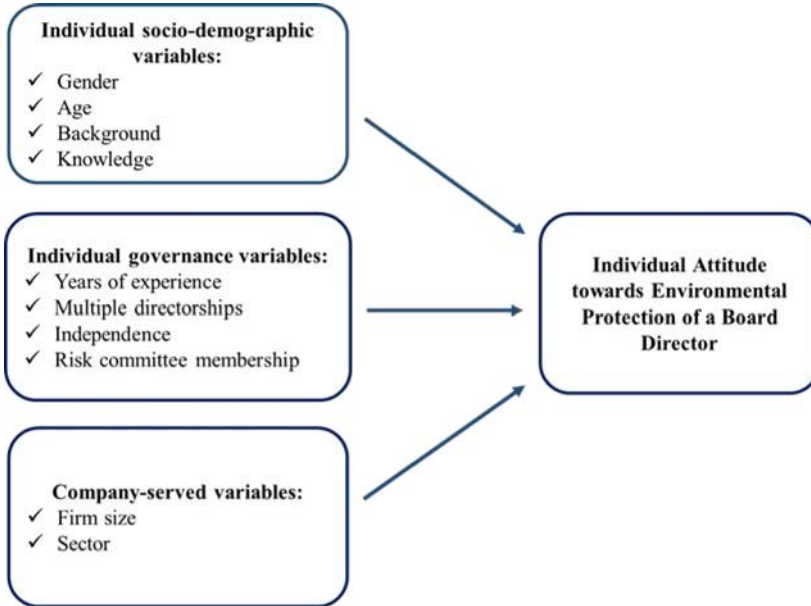 Individual socio-demographic
variables:
✓ Gender
✓ Age
✓ Background
✓ Knowledge
Individual governance variables:
✓ Years of experience
✓ Multiple directorships
✓ Independence
✓ Risk committee membership
Company-served variables:
✓ Firm size
✓ Sector
Individual Attitude
towards Environmental
Protection of a Board
Director